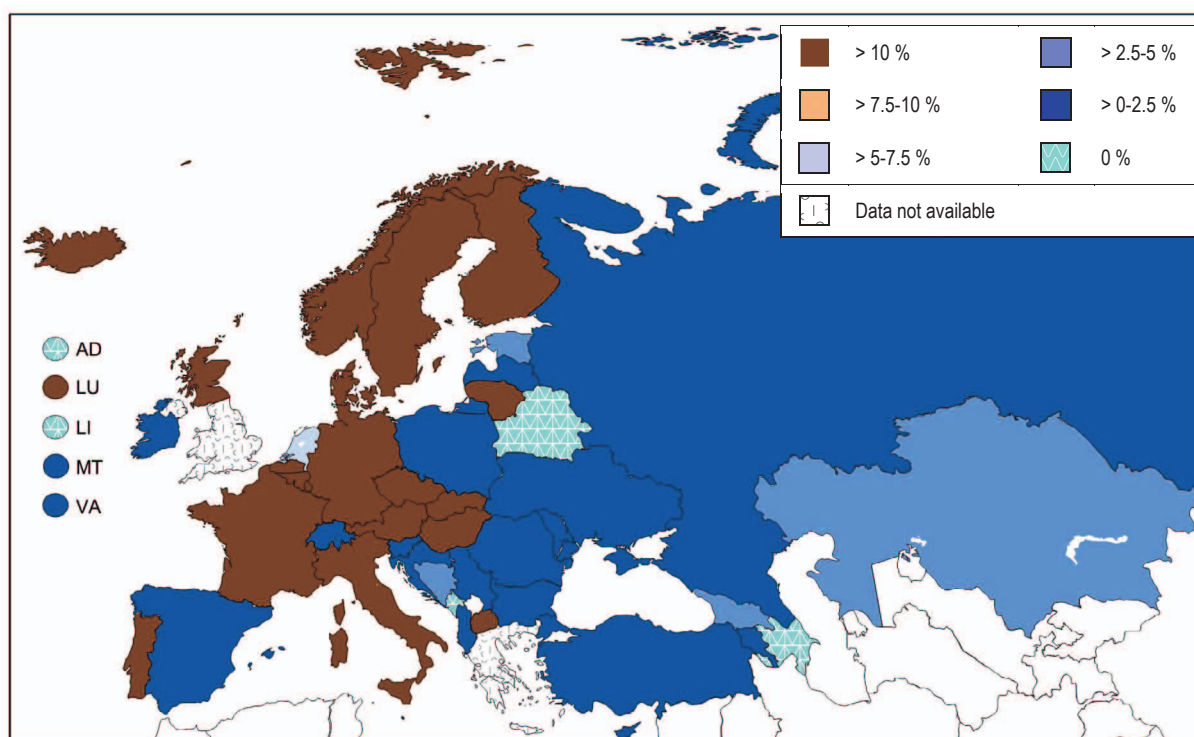 > 10 %
> 2.5-5 %
> 7.5-10 %
> 0-2.5 %
> 5-7.5 %
0 %
Data not available
AD
LU
LI
MT
VA